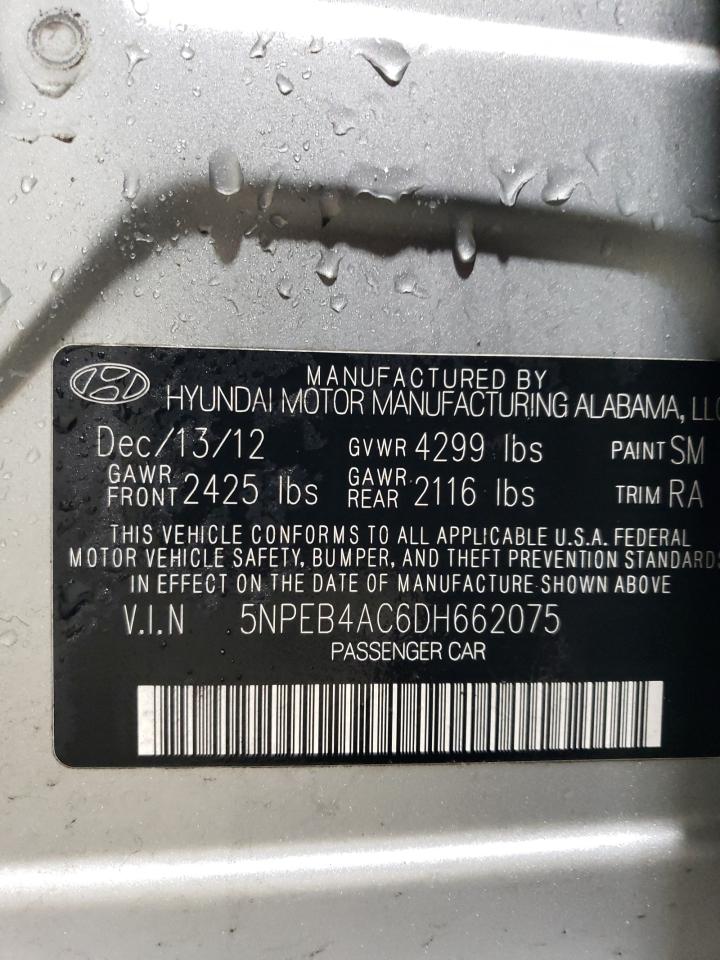 MANUFACTURED BY
HYUNDAI MOTOR MANUFACTURING ALABAMA, LLC
Dec/13/12 GVWR 4299 lbs PAINT SM
GAWR FRONT 2425 lbs GAWR REAR 2116 lbs TRIM RA
THIS VEHICLE CONFORMS TO ALL APPLICABLE U.S.A. FEDERAL
MOTOR VEHICLE SAFETY, BUMPER, AND THEFT PREVENTION STANDARDS
IN EFFECT ON THE DATE OF MANUFACTURE SHOWN ABOVE
V.I.N 5NPEB4AC6DH662075
PASSENGER CAR